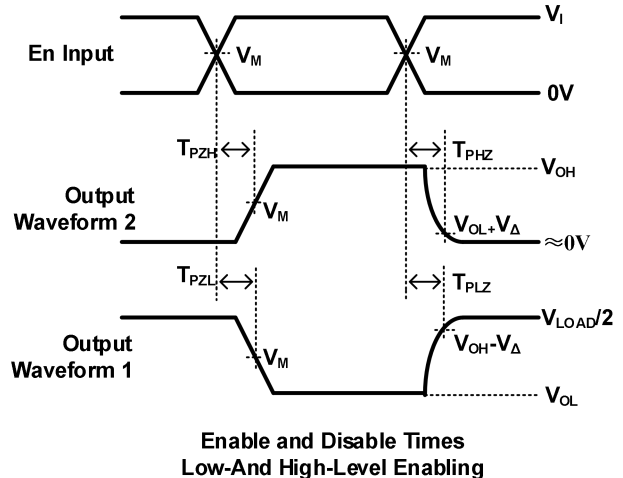 V_I
En Input
V_M
V_M
0V
T_PZH
T_PHZ
V_OH
Output
Waveform 2
V_M
V_OL+V_Δ
≈0V
T_PZL
T_PLZ
V_LOAD/2
Output
Waveform 1
V_M
V_OH-V_Δ
V_OL
Enable and Disable Times
Low-And High-Level Enabling